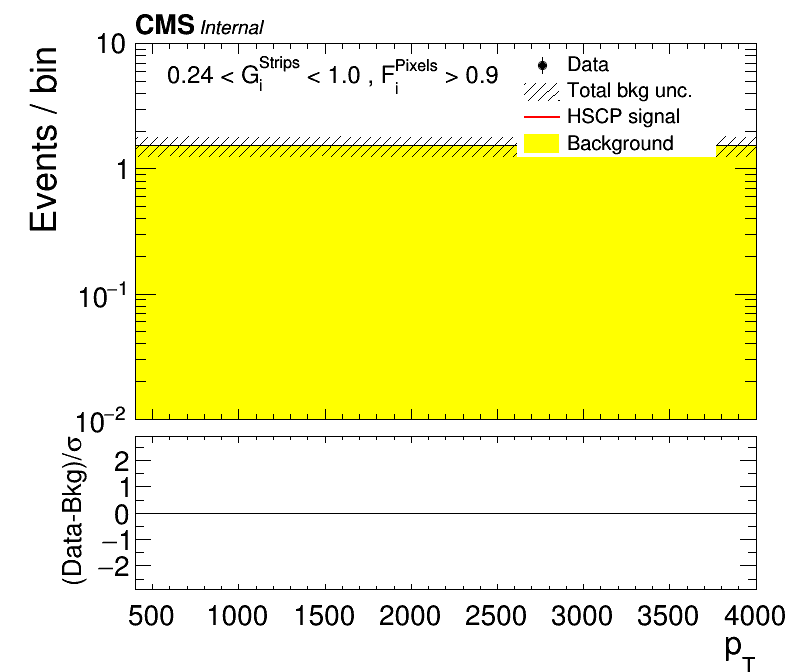 CMS Internal
0.24 < G_i^Strips < 1.0 , F_i^Pixels > 0.9
Data
Total bkg unc.
HSCP signal
Background
Events / bin
10
1
10^−1
10^−2
(Data-Bkg)/σ
2
1
0
−1
−2
500 1000 1500 2000 2500 3000 3500 4000
p_T